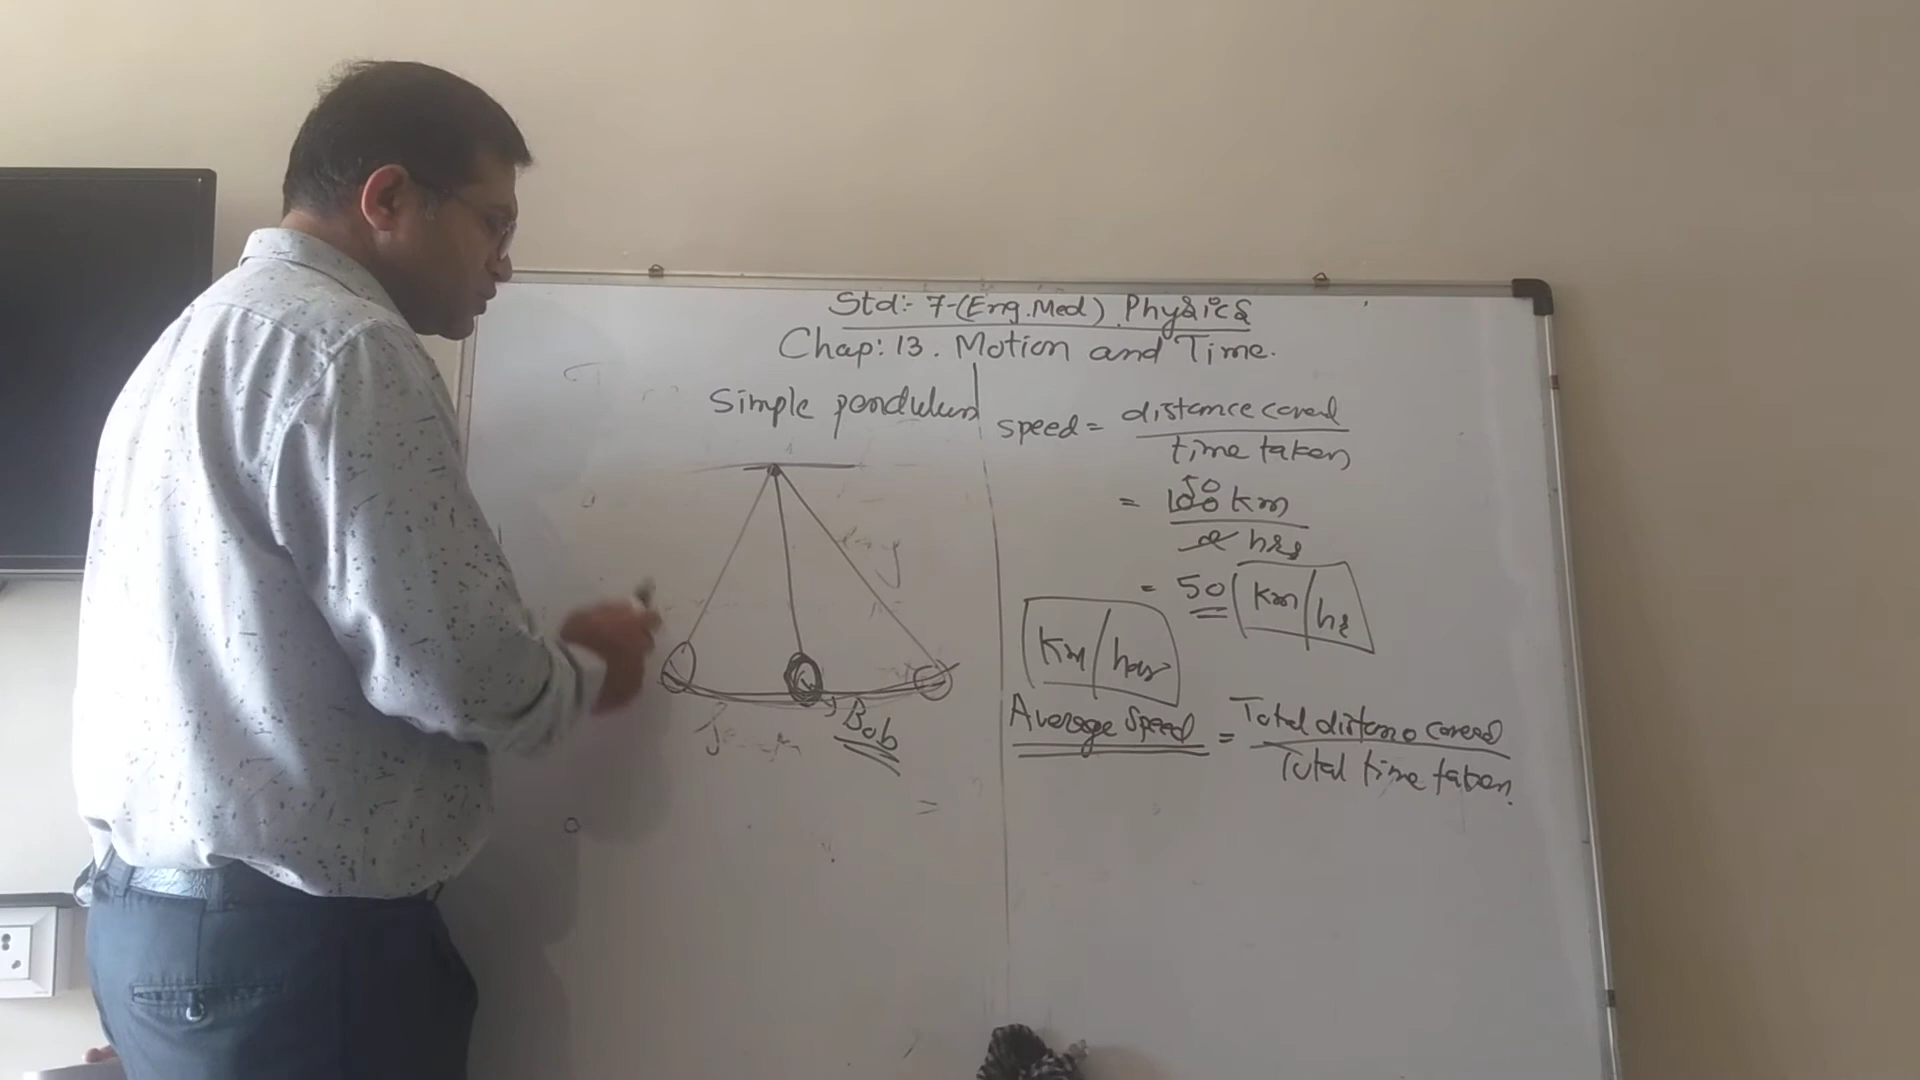 Std:- 7-(Eng.Med) Physics
Chap: 13. Motion and Time.
Simple pendulum
Bob
speed = distance covered
time taken
50
= 100 km
2 hrs
= 50 km/hr
km/hour
Average speed = Total distance covered
Total time taken.